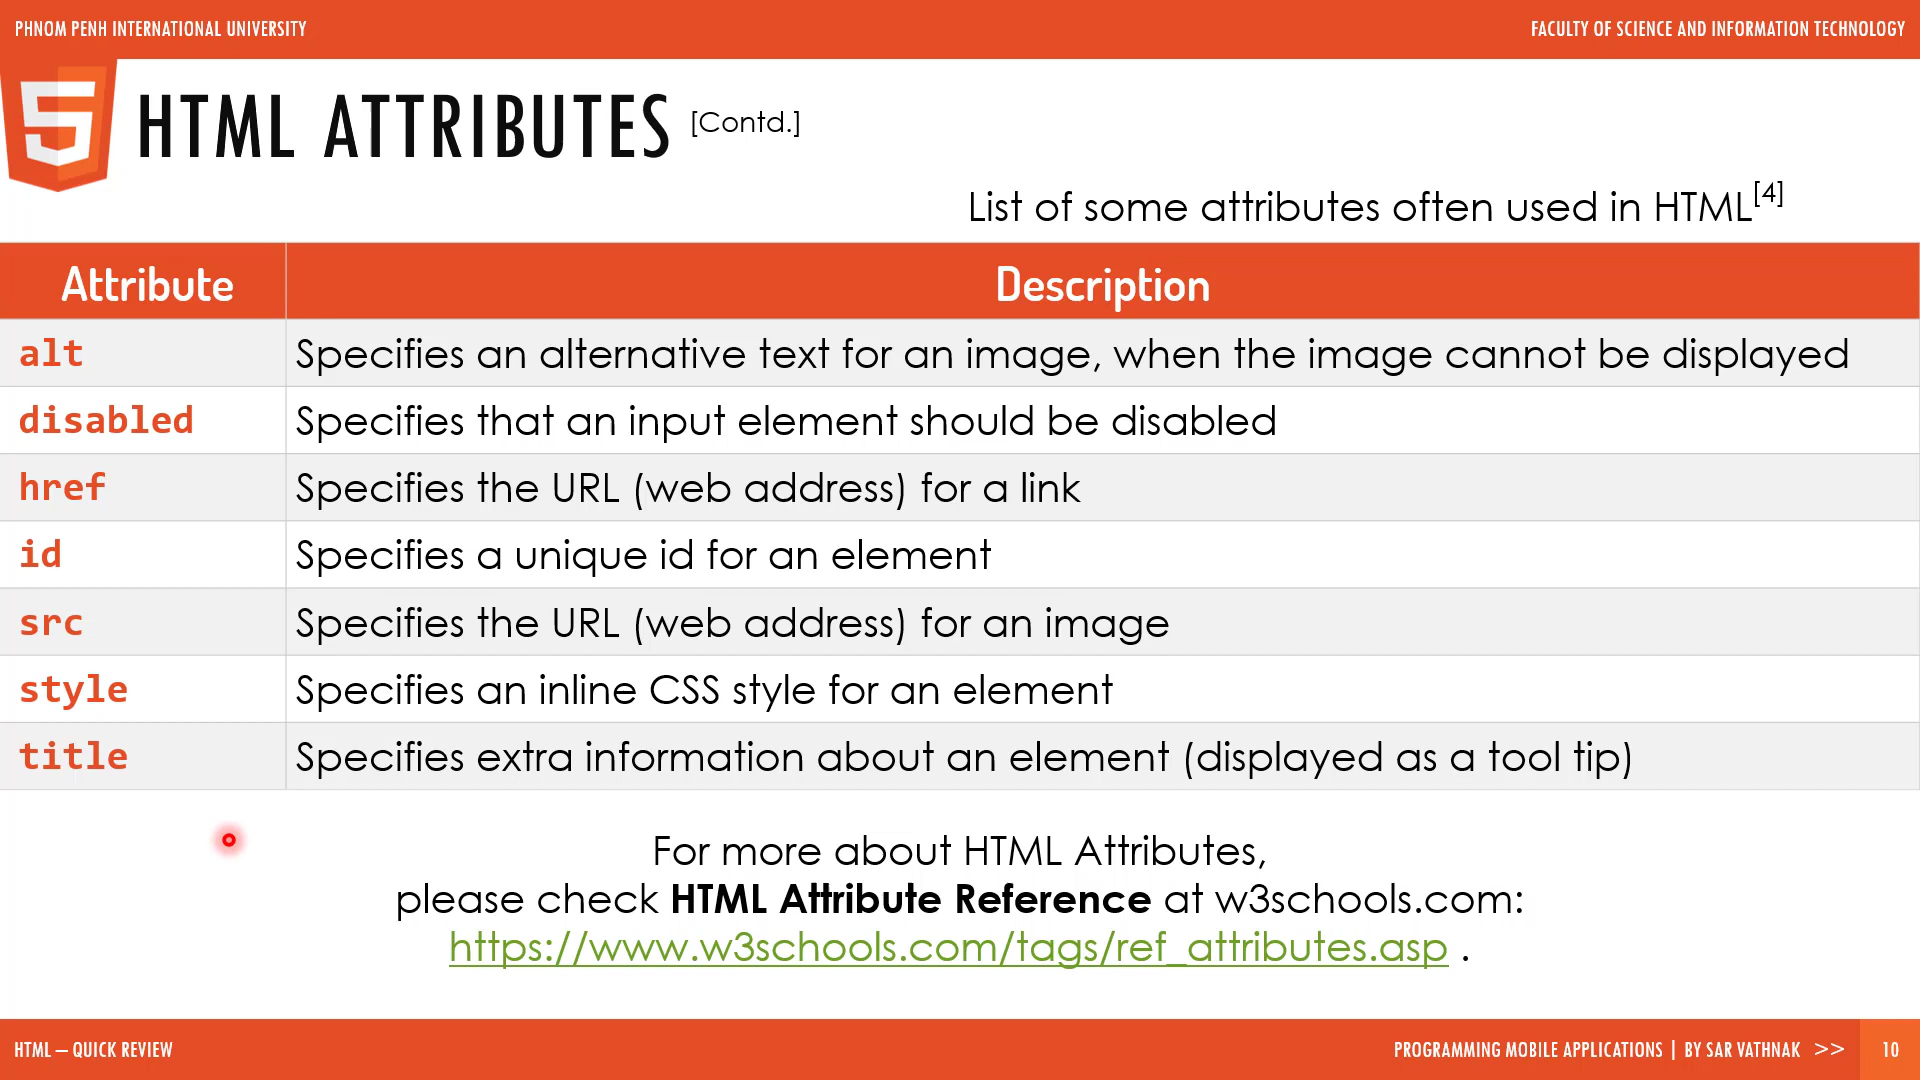 PHNOM PENH INTERNATIONAL UNIVERSITY
FACULTY OF SCIENCE AND INFORMATION TECHNOLOGY
HTML ATTRIBUTES [Contd.]
List of some attributes often used in HTML[4]
Attribute Description
alt Specifies an alternative text for an image, when the image cannot be displayed
disabled Specifies that an input element should be disabled
href Specifies the URL (web address) for a link
id Specifies a unique id for an element
src Specifies the URL (web address) for an image
style Specifies an inline CSS style for an element
title Specifies extra information about an element (displayed as a tool tip)
For more about HTML Attributes,
please check HTML Attribute Reference at w3schools.com:
https://www.w3schools.com/tags/ref_attributes.asp .
HTML — QUICK REVIEW
PROGRAMMING MOBILE APPLICATIONS | BY SAR VATHNAK >> 10